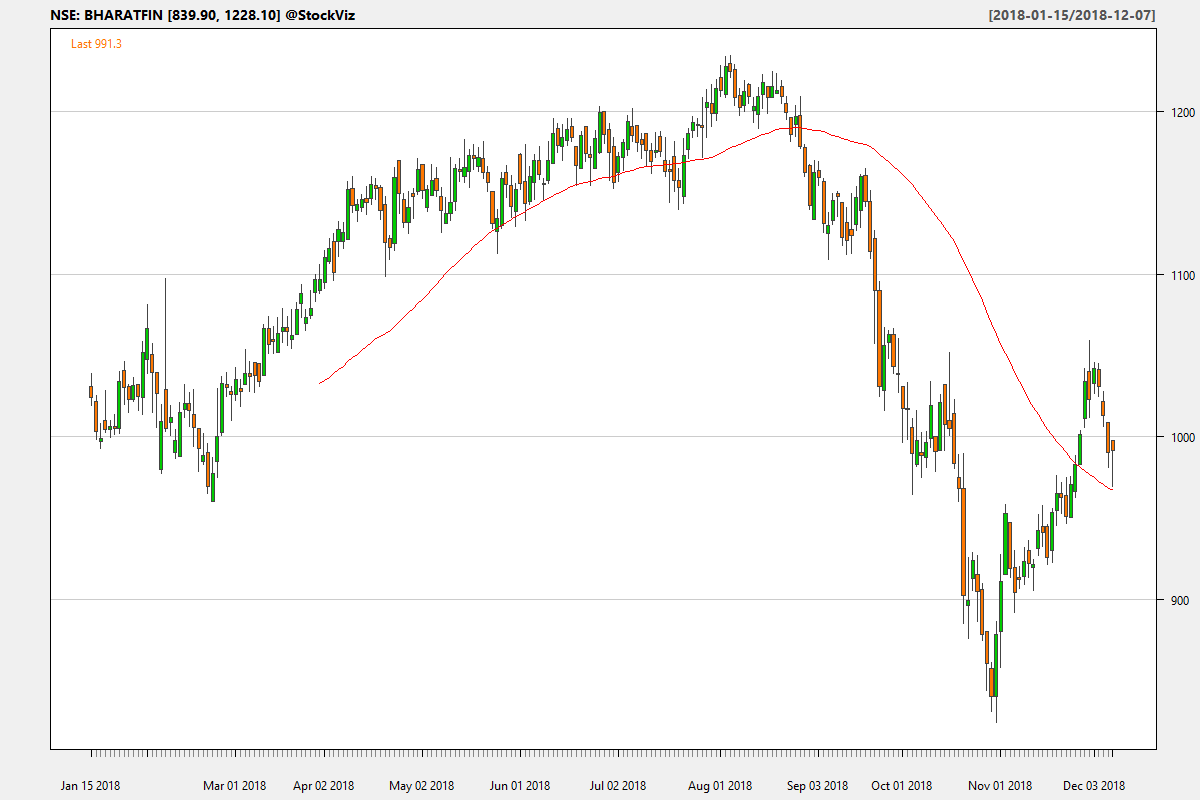 NSE: BHARATFIN [839.90, 1228.10] @StockViz [2018-01-15/2018-12-07]
Last 991.3
1200
1100
1000
900
Jan 15 2018 Mar 01 2018 Apr 02 2018 May 02 2018 Jun 01 2018 Jul 02 2018 Aug 01 2018 Sep 03 2018 Oct 01 2018 Nov 01 2018 Dec 03 2018